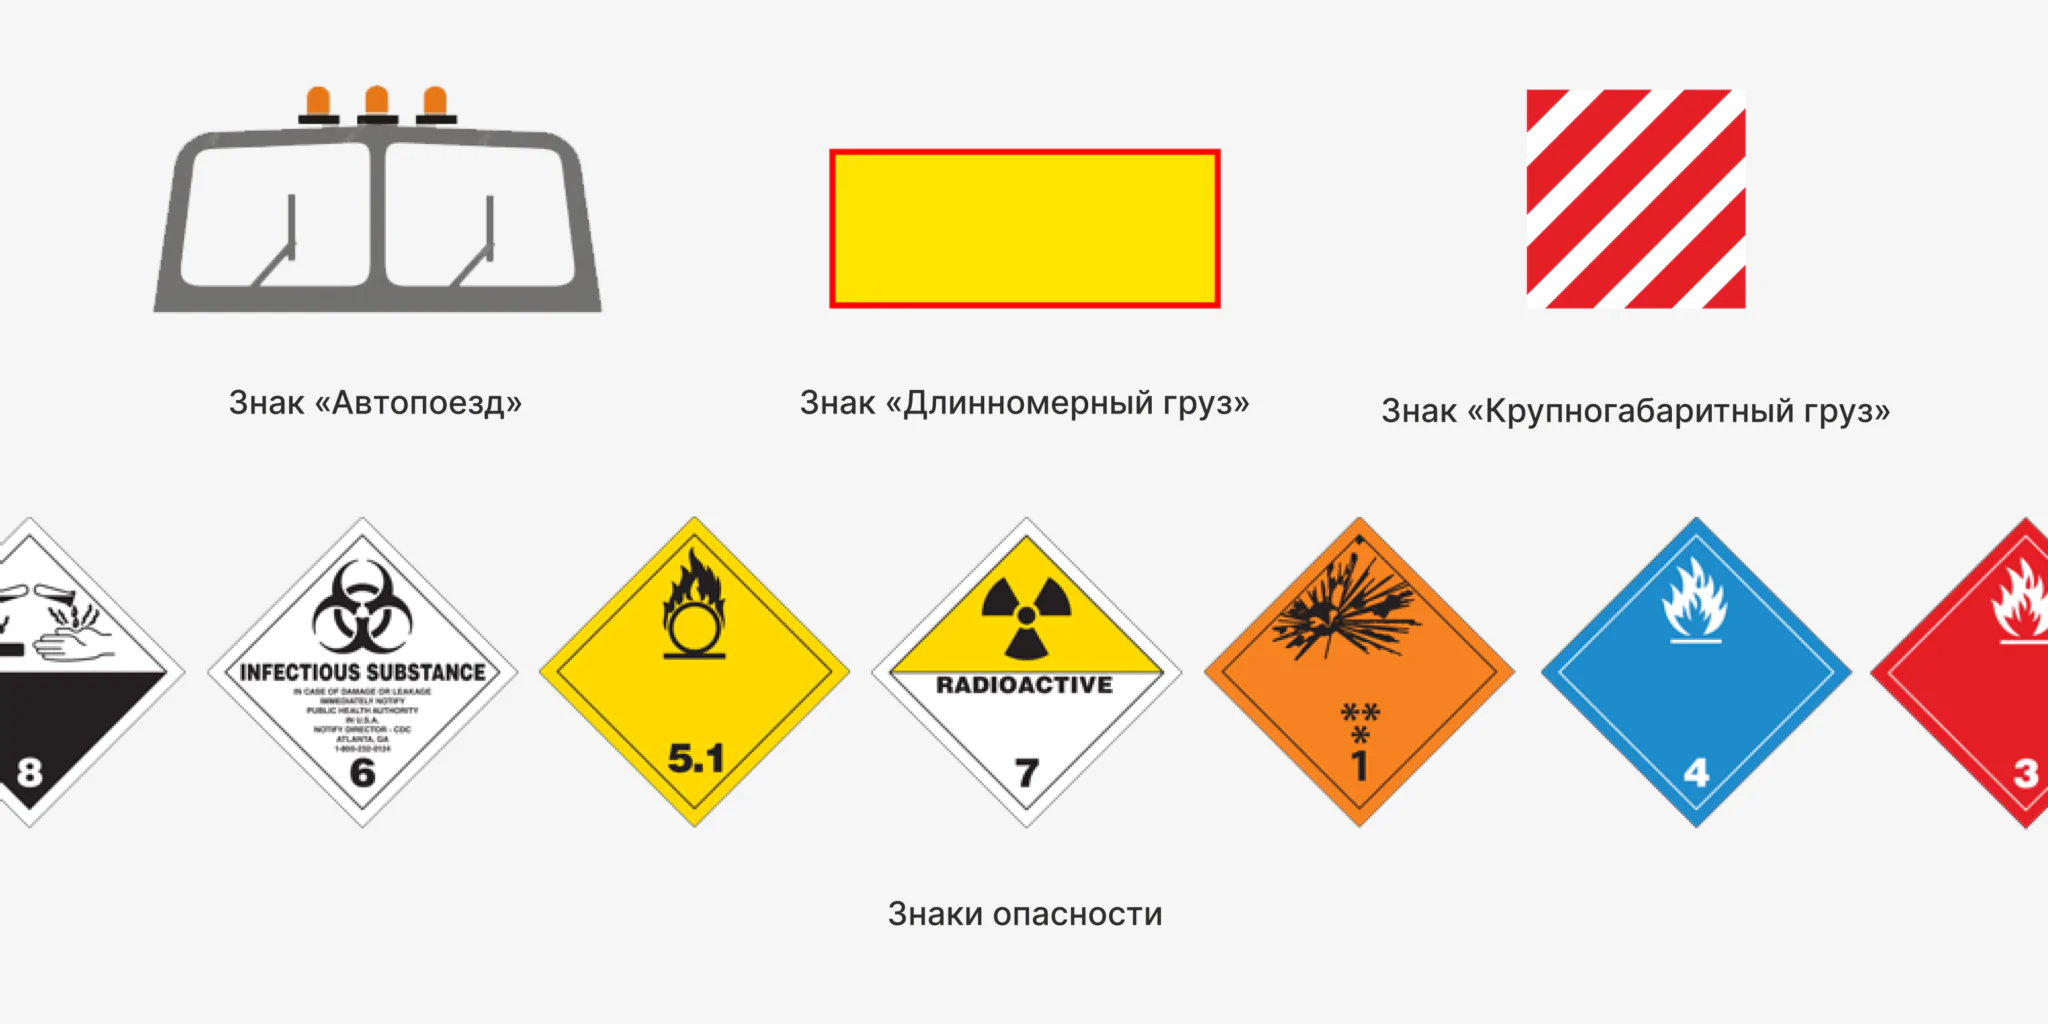 Знак «Автопоезд»
Знак «Длинномерный груз»
Знак «Крупногабаритный груз»
8
INFECTIOUS SUBSTANCE
IN CASE OF DAMAGE OR LEAKAGE
IMMEDIATELY NOTIFY
PUBLIC HEALTH AUTHORITY
IN U.S.A.
NOTIFY DIRECTOR - CDC
ATLANTA, GA
1-800-232-0124
6
5.1
RADIOACTIVE
7
**
*
1
4
3
Знаки опасности